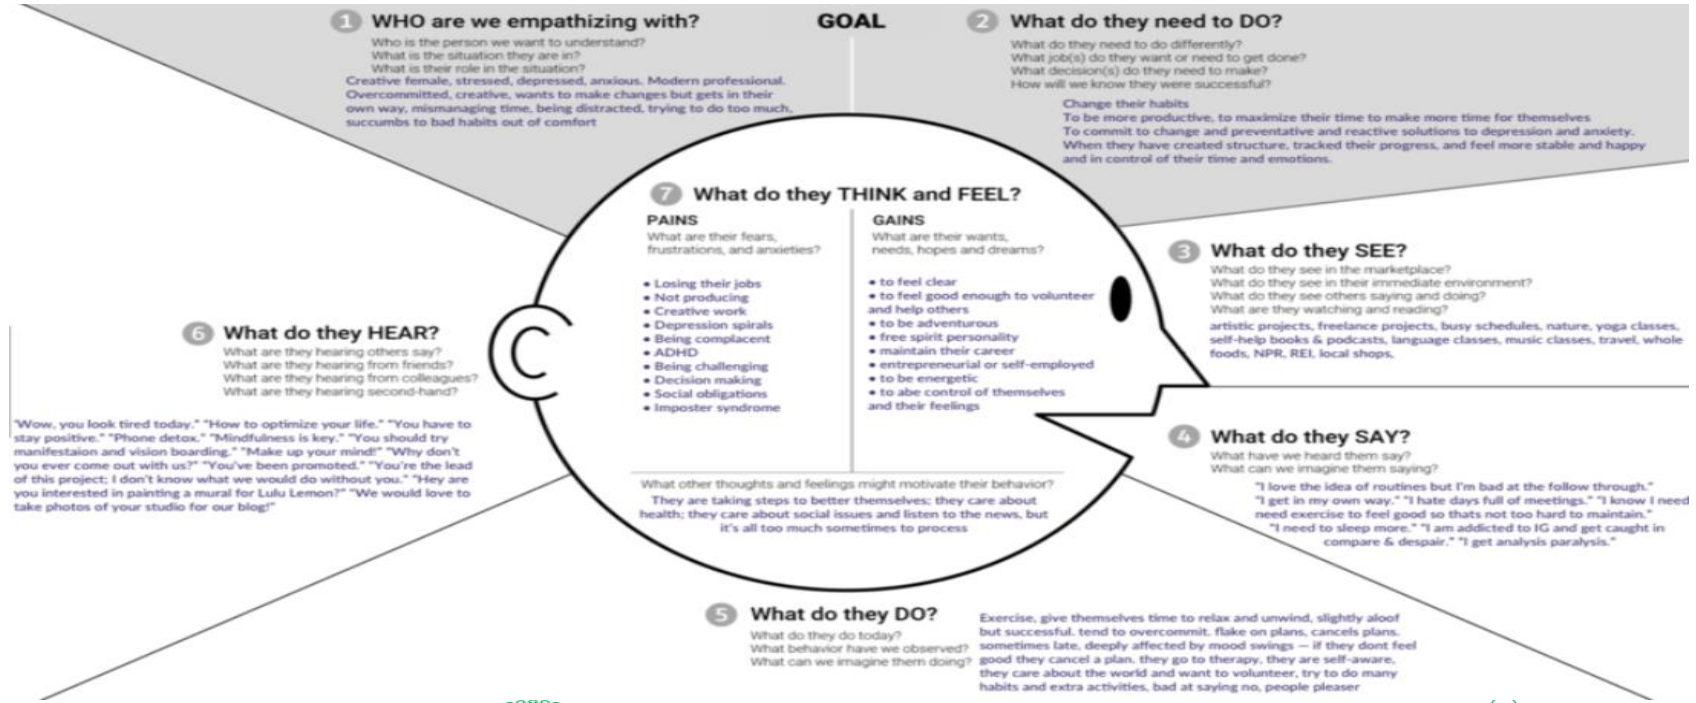 GOAL
1 WHO are we empathizing with?
Who is the person we want to understand?
What is the situation they are in?
What is their role in the situation?
Creative female, stressed, depressed, anxious. Modern professional.
Overcommitted, creative, wants to make changes but gets in their
own way, mismanaging time, being distracted, trying to do too much,
succumbs to bad habits out of comfort
2 What do they need to DO?
What do they need to do differently?
What job(s) do they want or need to get done?
What decision(s) do they need to make?
How will we know they were successful?
Change their habits
To be more productive, to maximize their time to make more time for themselves
To commit to change and preventative and reactive solutions to depression and anxiety.
When they have created structure, tracked their progress, and feel more stable and happy
and in control of their time and emotions.
3 What do they SEE?
What do they see in the marketplace?
What do they see in their immediate environment?
What do they see others saying and doing?
What are they watching and reading?
artistic projects, freelance projects, busy schedules, nature, yoga classes,
self-help books & podcasts, language classes, music classes, travel, whole
foods, NPR, REI, local shops,
4 What do they SAY?
What have we heard them say?
What can we imagine them saying?
"I love the idea of routines but I'm bad at the follow through."
"I get in my own way." "I hate days full of meetings." "I know I need
need exercise to feel good so thats not too hard to maintain."
"I need to sleep more." "I am addicted to IG and get caught in
compare & despair." "I get analysis paralysis."
5 What do they DO?
What do they do today?
What behavior have we observed?
What can we imagine them doing?
Exercise, give themselves time to relax and unwind, slightly aloof
but successful. tend to overcommit. flake on plans, cancels plans.
sometimes late, deeply affected by mood swings — if they dont feel
good they cancel a plan. they go to therapy, they are self-aware,
they care about the world and want to volunteer, try to do many
habits and extra activities, bad at saying no, people pleaser
6 What do they HEAR?
What are they hearing others say?
What are they hearing from friends?
What are they hearing from colleagues?
What are they hearing second-hand?
"Wow, you look tired today." "How to optimize your life." "You have to
stay positive." "Phone detox." "Mindfulness is key." "You should try
manifestaion and vision boarding." "Make up your mind!" "Why don't
you ever come out with us?" "You've been promoted." "You're the lead
of this project; I don't know what we would do without you." "Hey are
you interested in painting a mural for Lulu Lemon?" "We would love to
take photos of your studio for our blog!"
7 What do they THINK and FEEL?
PAINS
What are their fears,
frustrations, and anxieties?
• Losing their jobs
• Not producing
• Creative work
• Depression spirals
• Being complacent
• ADHD
• Being challenging
• Decision making
• Social obligations
• Imposter syndrome
GAINS
What are their wants,
needs, hopes and dreams?
• to feel clear
• to feel good enough to volunteer
and help others
• to be adventurous
• free spirit personality
• maintain their career
• entrepreneurial or self-employed
• to be energetic
• to abe control of themselves
and their feelings
What other thoughts and feelings might motivate their behavior?
They are taking steps to better themselves; they care about
health; they care about social issues and listen to the news, but
it's all too much sometimes to process